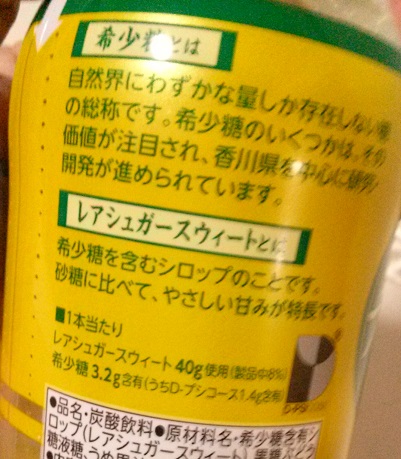 希少糖とは
自然界にわずかな量しか存在しない糖
の総称です。希少糖のいくつかは、その
価値が注目され、香川県を中心に研究
開発が進められています。
レアシュガースウィートとは
希少糖を含むシロップのことです。
砂糖に比べて、やさしい甘みが特長です。
■1本当たり
レアシュガースウィート40g使用(製品中8%)
希少糖3.2g含有(うちD-プシコース1.4g含有)
●品名・炭酸飲料●原材料名・希少糖含有シ
ロップ(レアシュガースウィート)、果糖ぶどう
糖液糖、うめ果